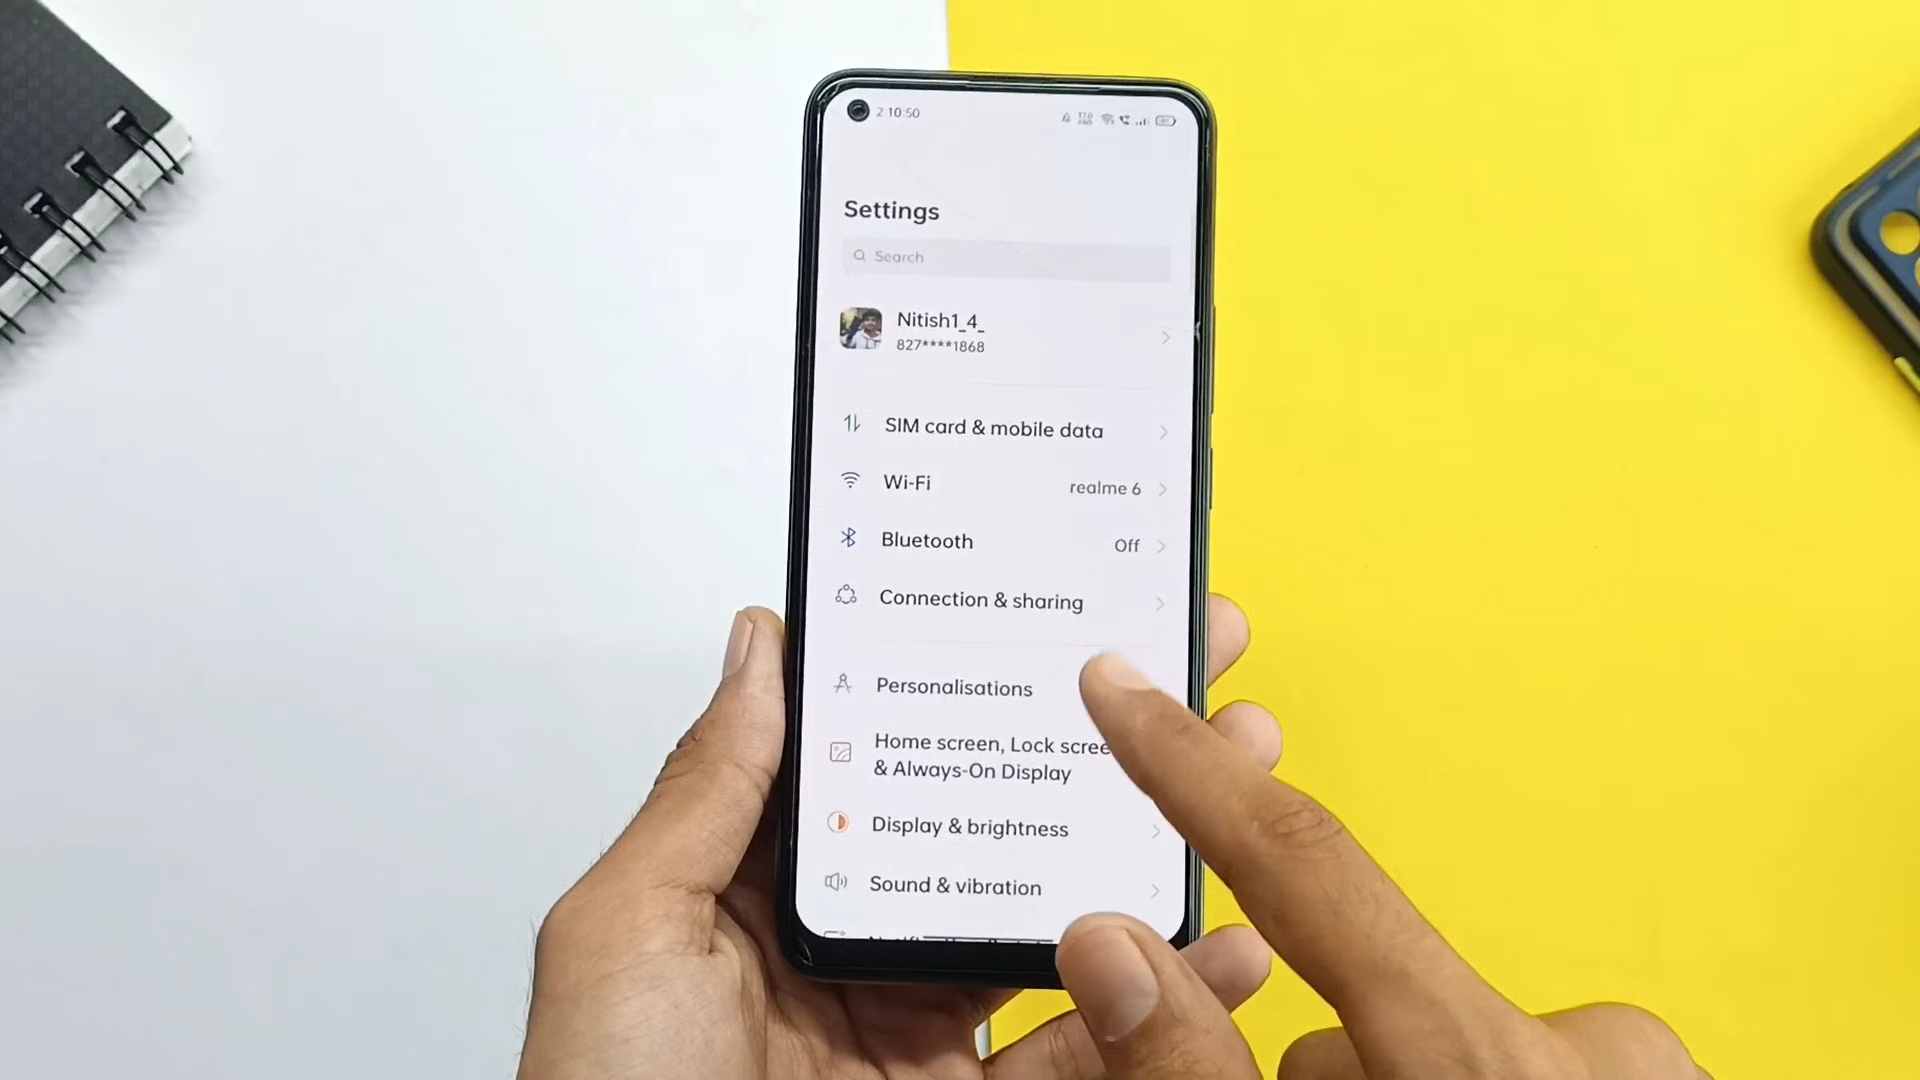 2:10:50
Settings
Search
Nitish1_4_
827****1868
SIM card & mobile data
Wi-Fi realme 6
Bluetooth Off
Connection & sharing
Personalisations
Home screen, Lock scree
& Always-On Display
Display & brightness
Sound & vibration